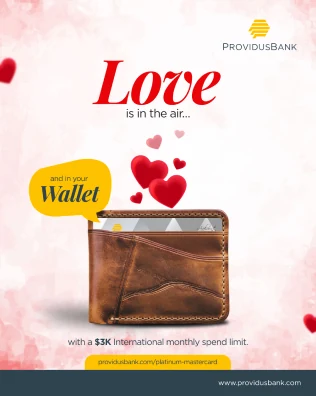 PROVIDUSBANK
Love
is in the air...
and in your
Wallet
with a $3K International monthly spend limit.
providusbank.com/platinum-mastercard
www.providusbank.com